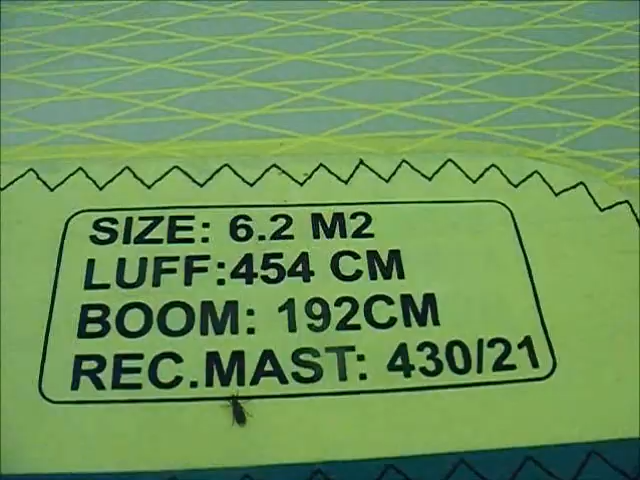 SIZE: 6.2 M2
LUFF:454 CM
BOOM: 192CM
REC.MAST: 430/21